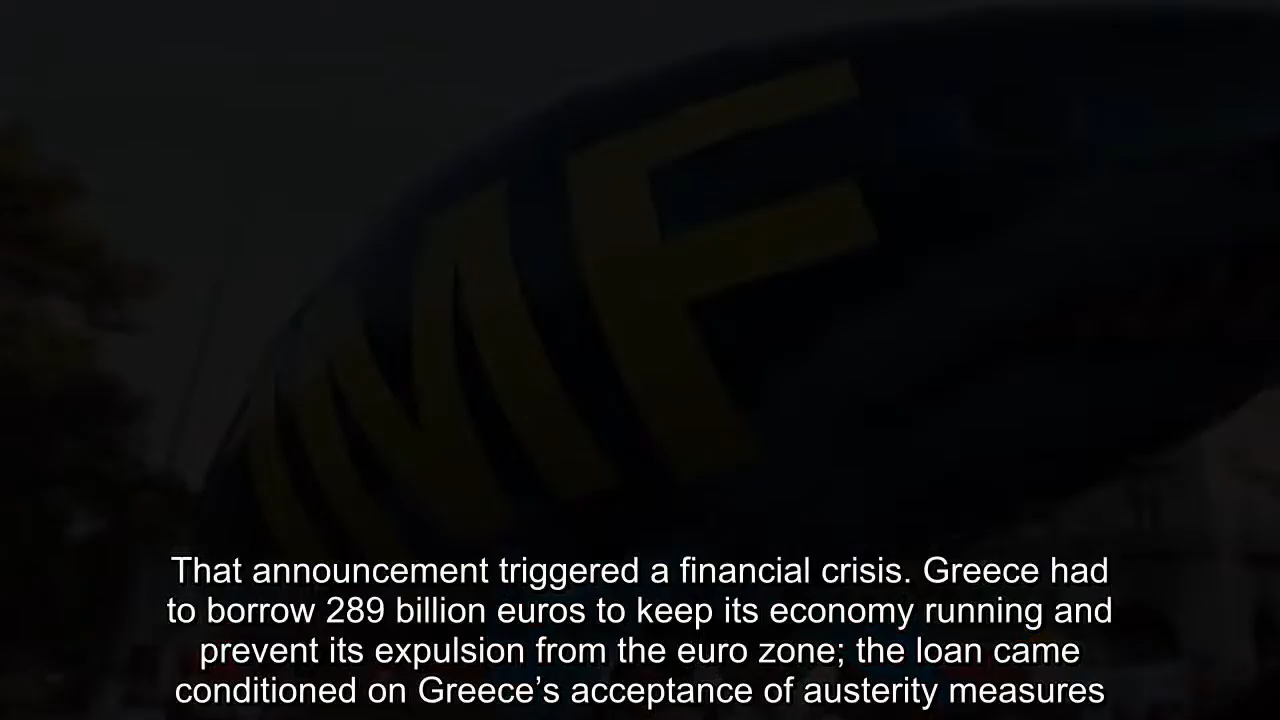 IMF
That announcement triggered a financial crisis. Greece had
to borrow 289 billion euros to keep its economy running and
prevent its expulsion from the euro zone; the loan came
conditioned on Greece’s acceptance of austerity measures